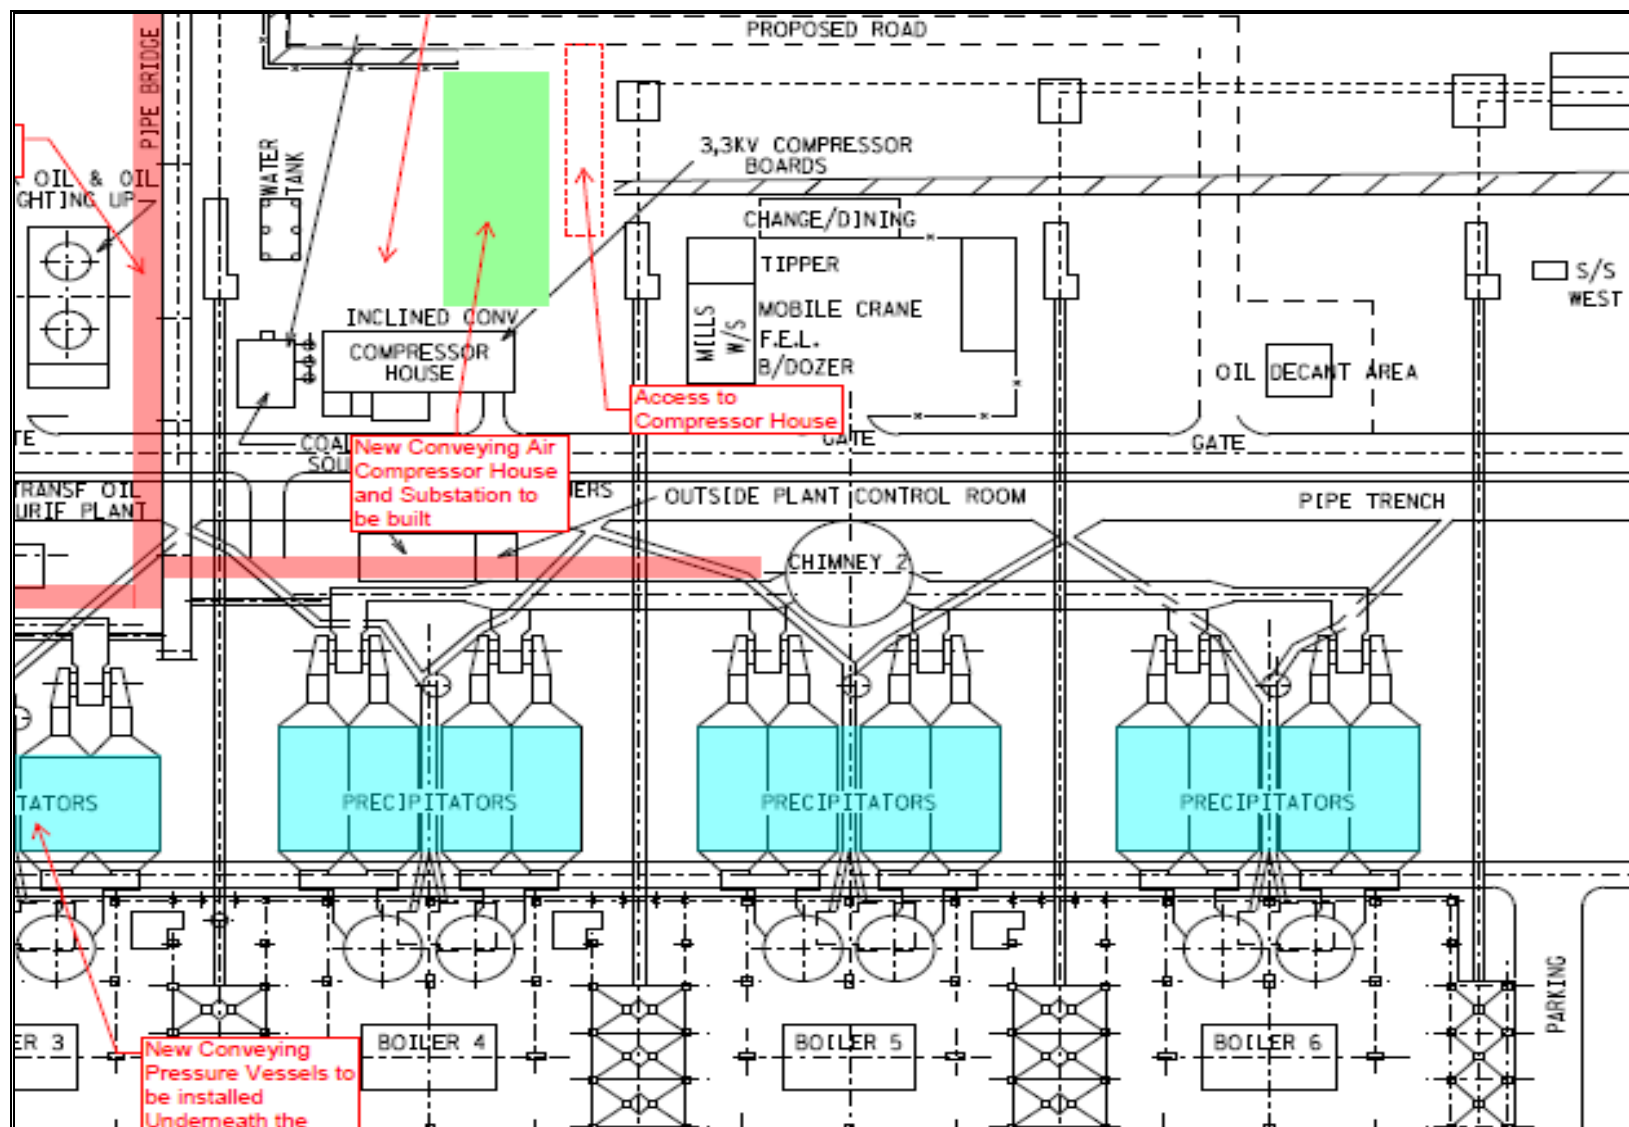 PROPOSED ROAD
PIPE BRIDGE
3,3KV COMPRESSOR
BOARDS
WATER
TANK
OIL & OIL
GHTING UP
CHANGE/DINING
TIPPER
MOBILE CRANE
F.E.L.
B/DOZER
MILLS
W/S
S/S
WEST
INCLINED CONV
COMPRESSOR
HOUSE
OIL DECANT AREA
Access to
Compressor House
TE
COAL
SOU
GATE
GATE
New Conveying Air
Compressor House
and Substation to
be built
TRANSF OIL
URIF PLANT
ERS
OUTSIDE PLANT CONTROL ROOM
PIPE TRENCH
CHIMNEY 2
TATORS
PRECIPITATORS
PRECIPITATORS
PRECIPITATORS
PARKING
ER 3
BOILER 4
BOILER 5
BOILER 6
New Conveying
Pressure Vessels to
be installed
Underneath the